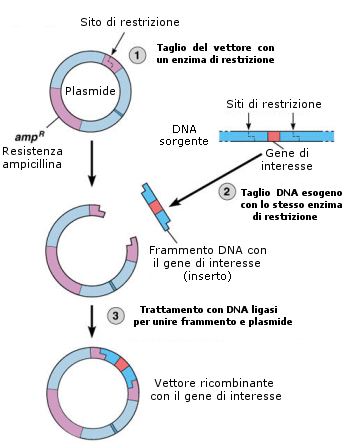 Sito di restrizione
1
Taglio del vettore con
un enzima di restrizione
Plasmide
Siti di restrizione
ampR
Resistenza
ampicillina
DNA
sorgente
Gene di
interesse
2
Taglio DNA esogeno
con lo stesso enzima
di restrizione
Frammento DNA con
il gene di interesse
(inserto)
3
Trattamento con DNA ligasi
per unire frammento e plasmide
Vettore ricombinante
con il gene di interesse